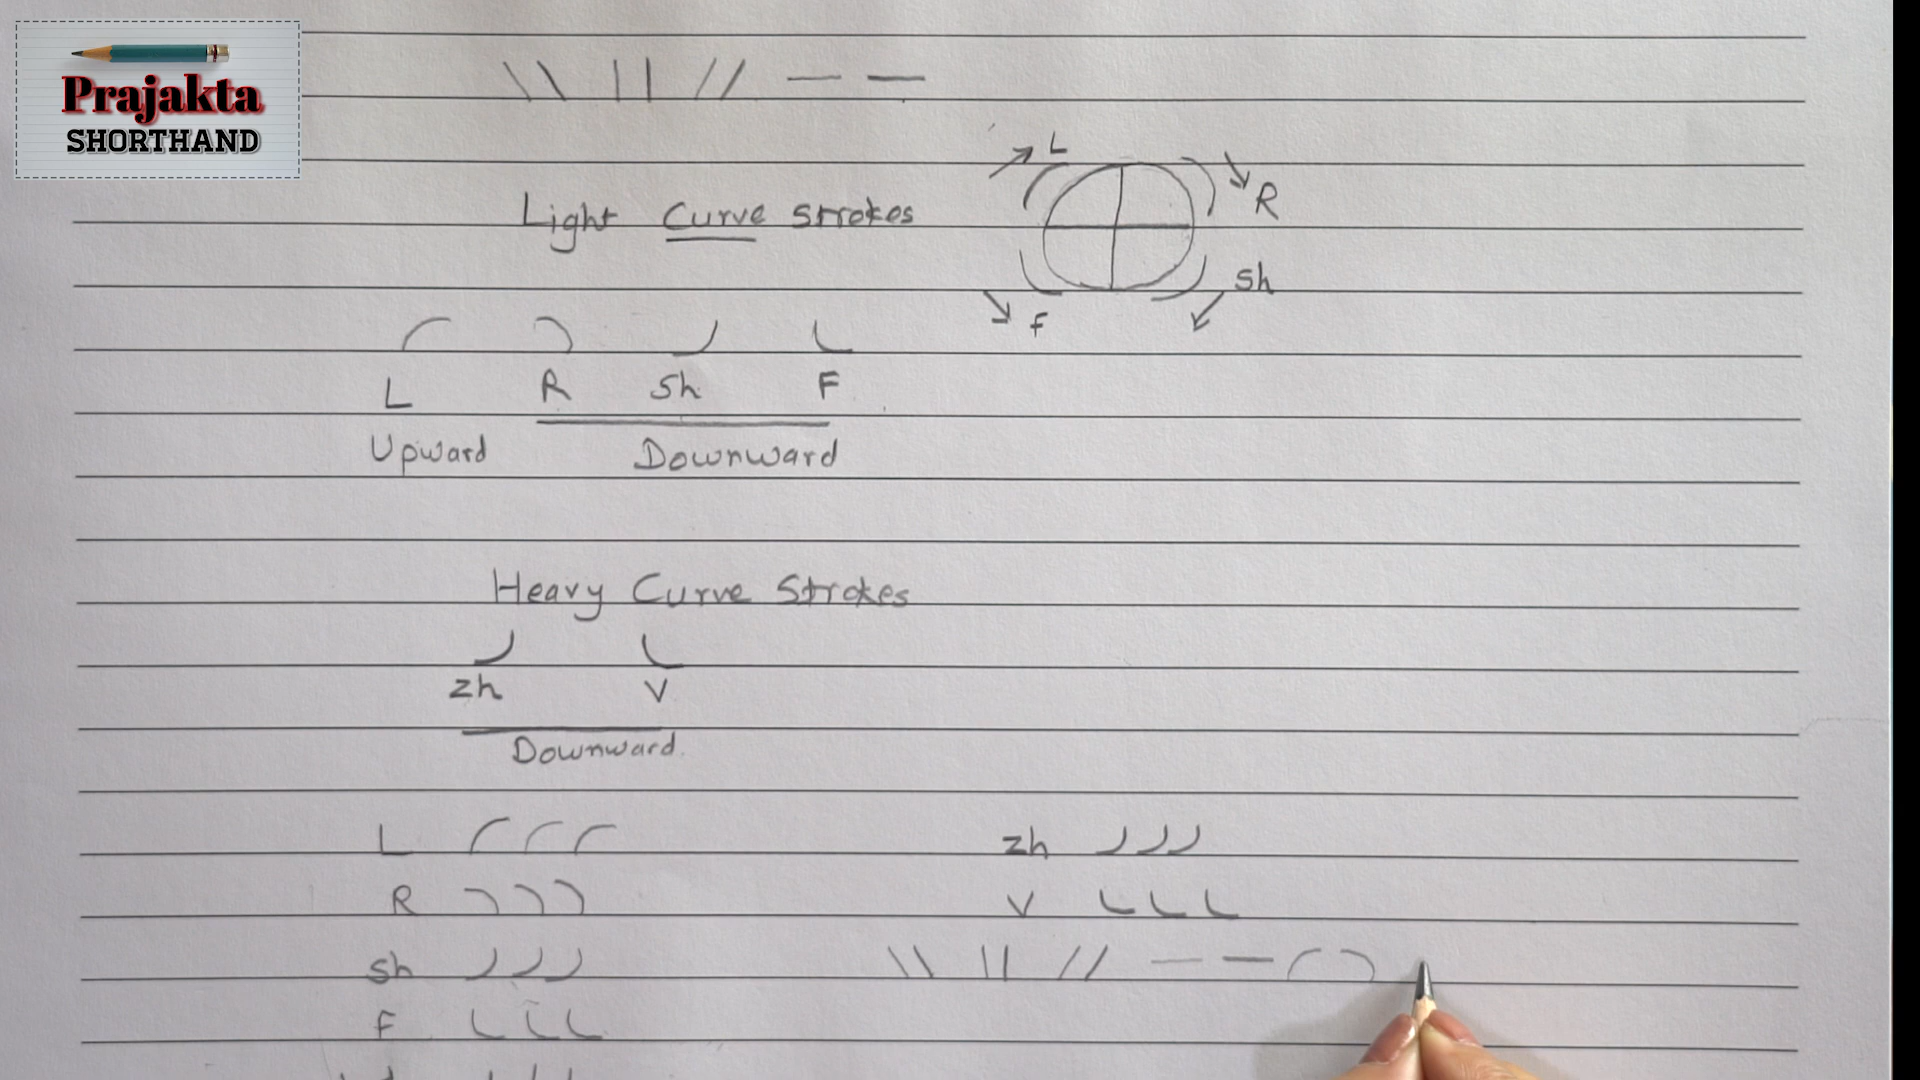 Prajakta
SHORTHAND
Light Curve Strokes
L
R
Sh
F
L R Sh F
Upward Downward
Heavy Curve Strokes
Zh V
Downward.
L
R
Sh
F
Zh
V